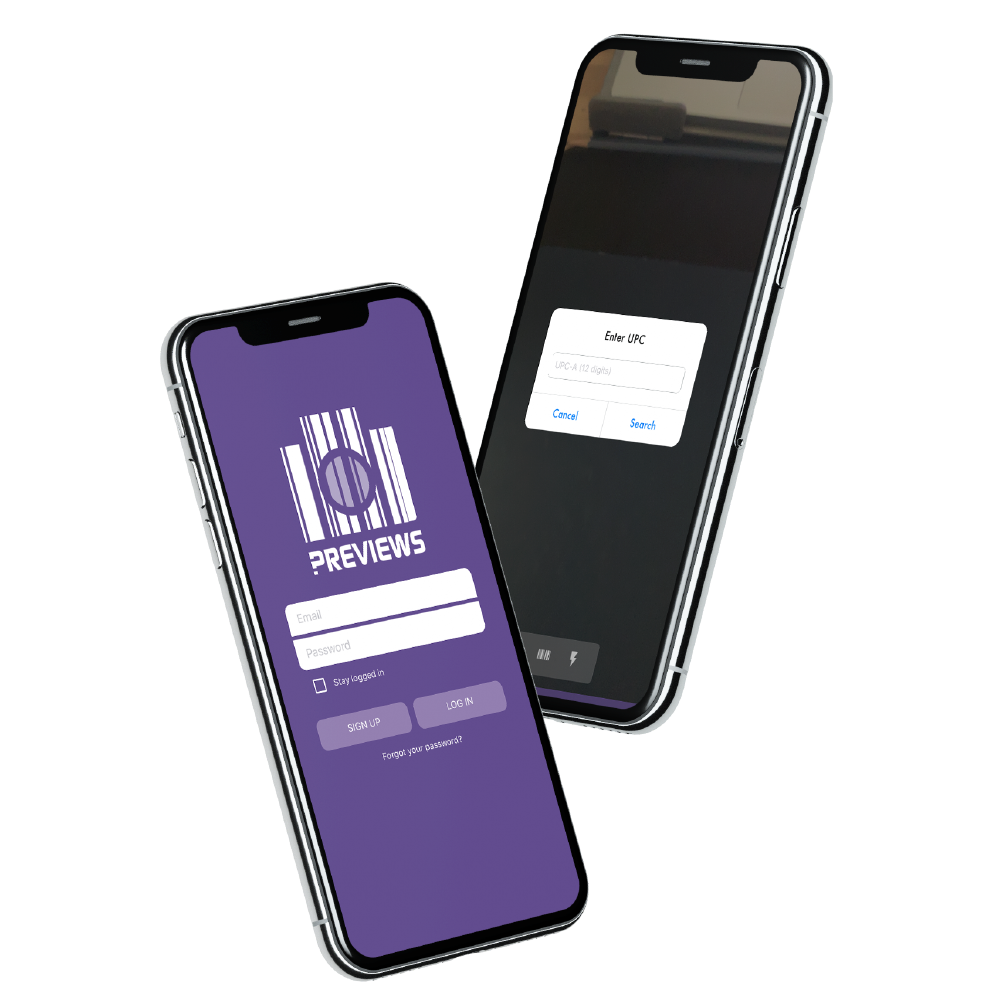 PREVIEWS
Email
Password
Stay logged in
SIGN UP
LOG IN
Forgot your password?
Enter UPC
UPC-A (12 digits)
Cancel
Search